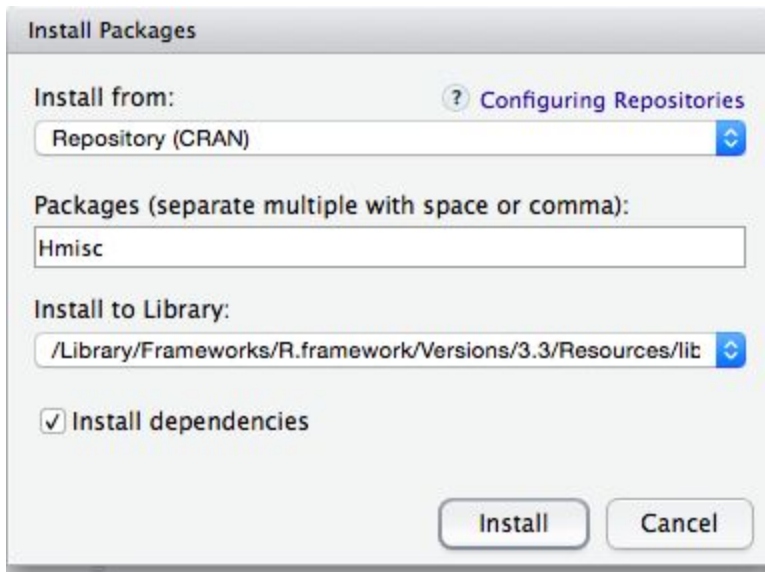 Install Packages
Install from:
? Configuring Repositories
Repository (CRAN)
Packages (separate multiple with space or comma):
Hmisc
Install to Library:
/Library/Frameworks/R.framework/Versions/3.3/Resources/lib
Install dependencies
Install
Cancel